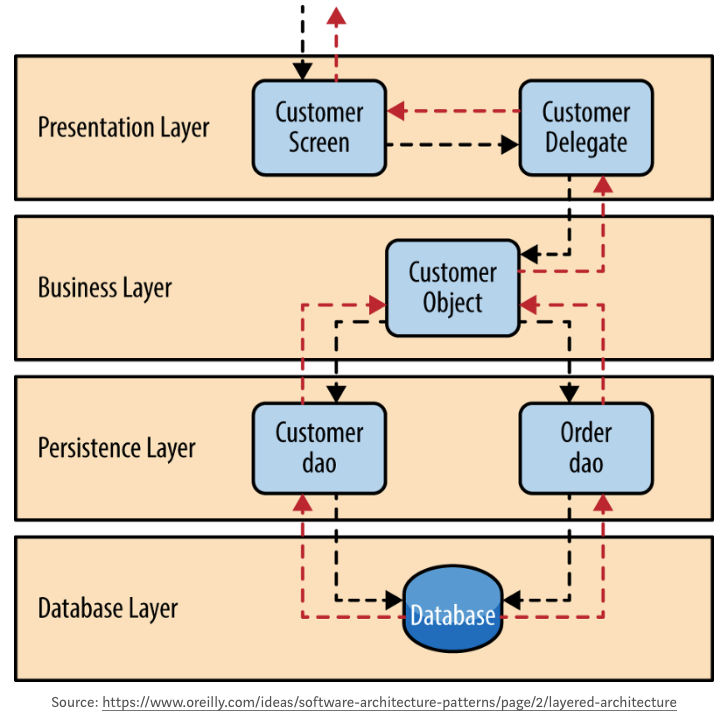 Presentation Layer
Customer
Screen
Customer
Delegate
Business Layer
Customer
Object
Persistence Layer
Customer
dao
Order
dao
Database Layer
Database
Source: https://www.oreilly.com/ideas/software-architecture-patterns/page/2/layered-architecture